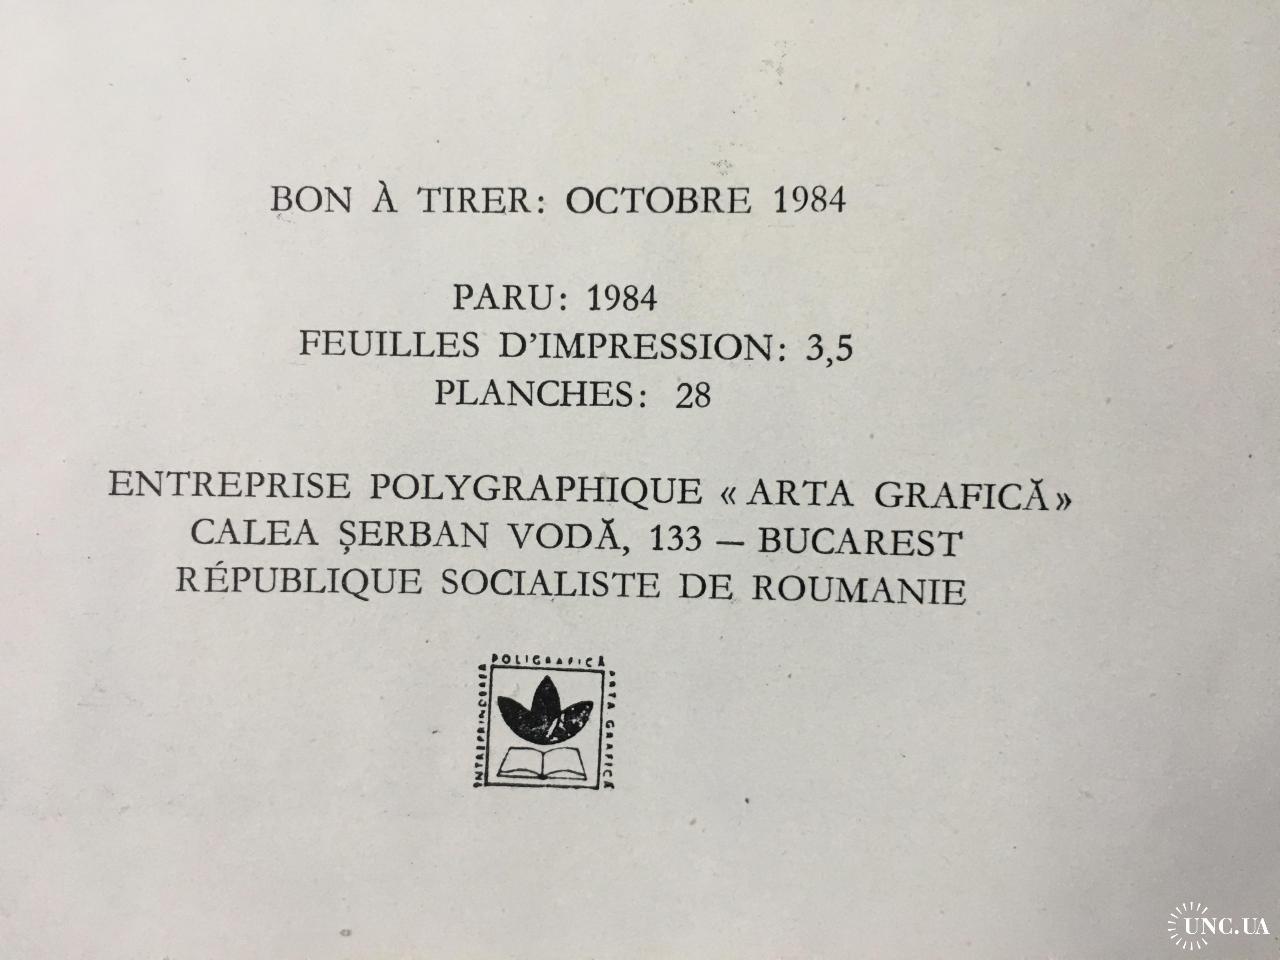 BON À TIRER: OCTOBRE 1984
PARU: 1984
FEUILLES D'IMPRESSION: 3,5
PLANCHES: 28
ENTREPRISE POLYGRAPHIQUE « ARTA GRAFICĂ »
CALEA ȘERBAN VODĂ, 133 — BUCAREST
RÉPUBLIQUE SOCIALISTE DE ROUMANIE
POLIGRAFICĂ
ARTA GRAFICĂ
UNC.UA